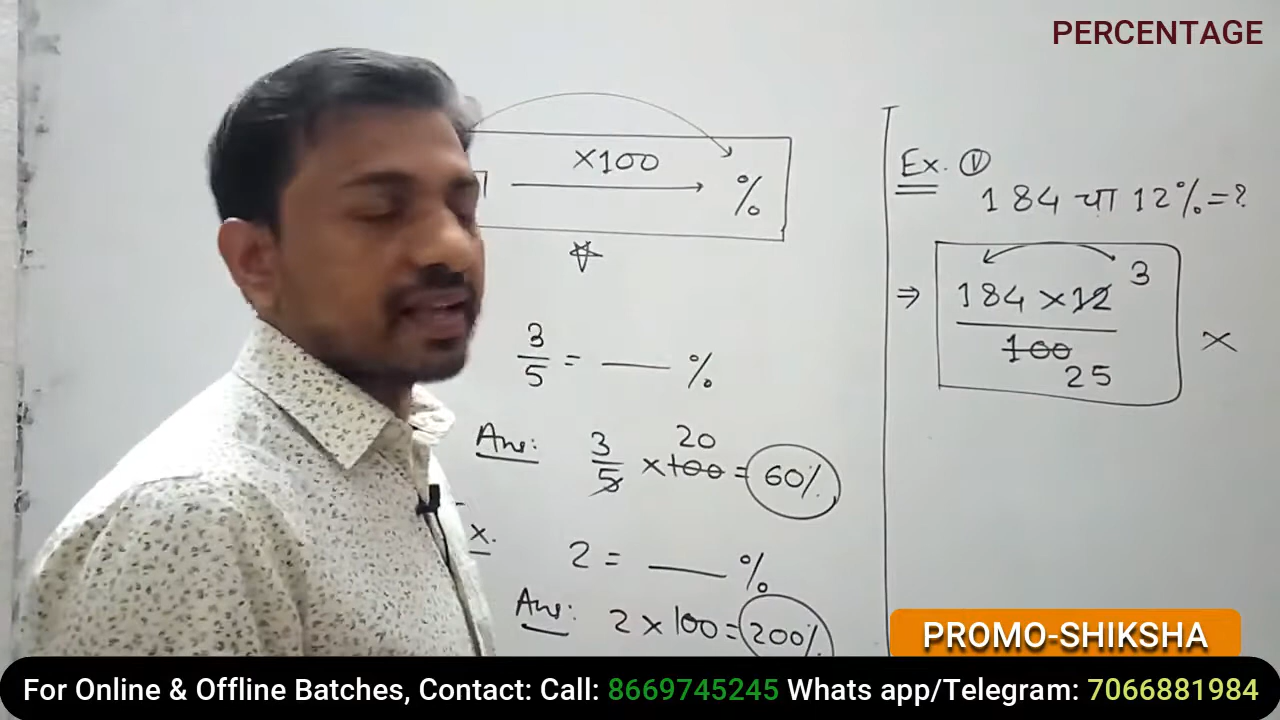 PERCENTAGE
×100
%
3/5 = ___ %
Ans: 3/5 × 100 = 60%
20
2 = ___ %
Ans: 2 × 100 = 200%
Ex. ①
184 चा 12% = ?
⇒ 184 × 12 3
100
25
×
PROMO-SHIKSHA
For Online & Offline Batches, Contact: Call: 8669745245 Whats app/Telegram: 7066881984